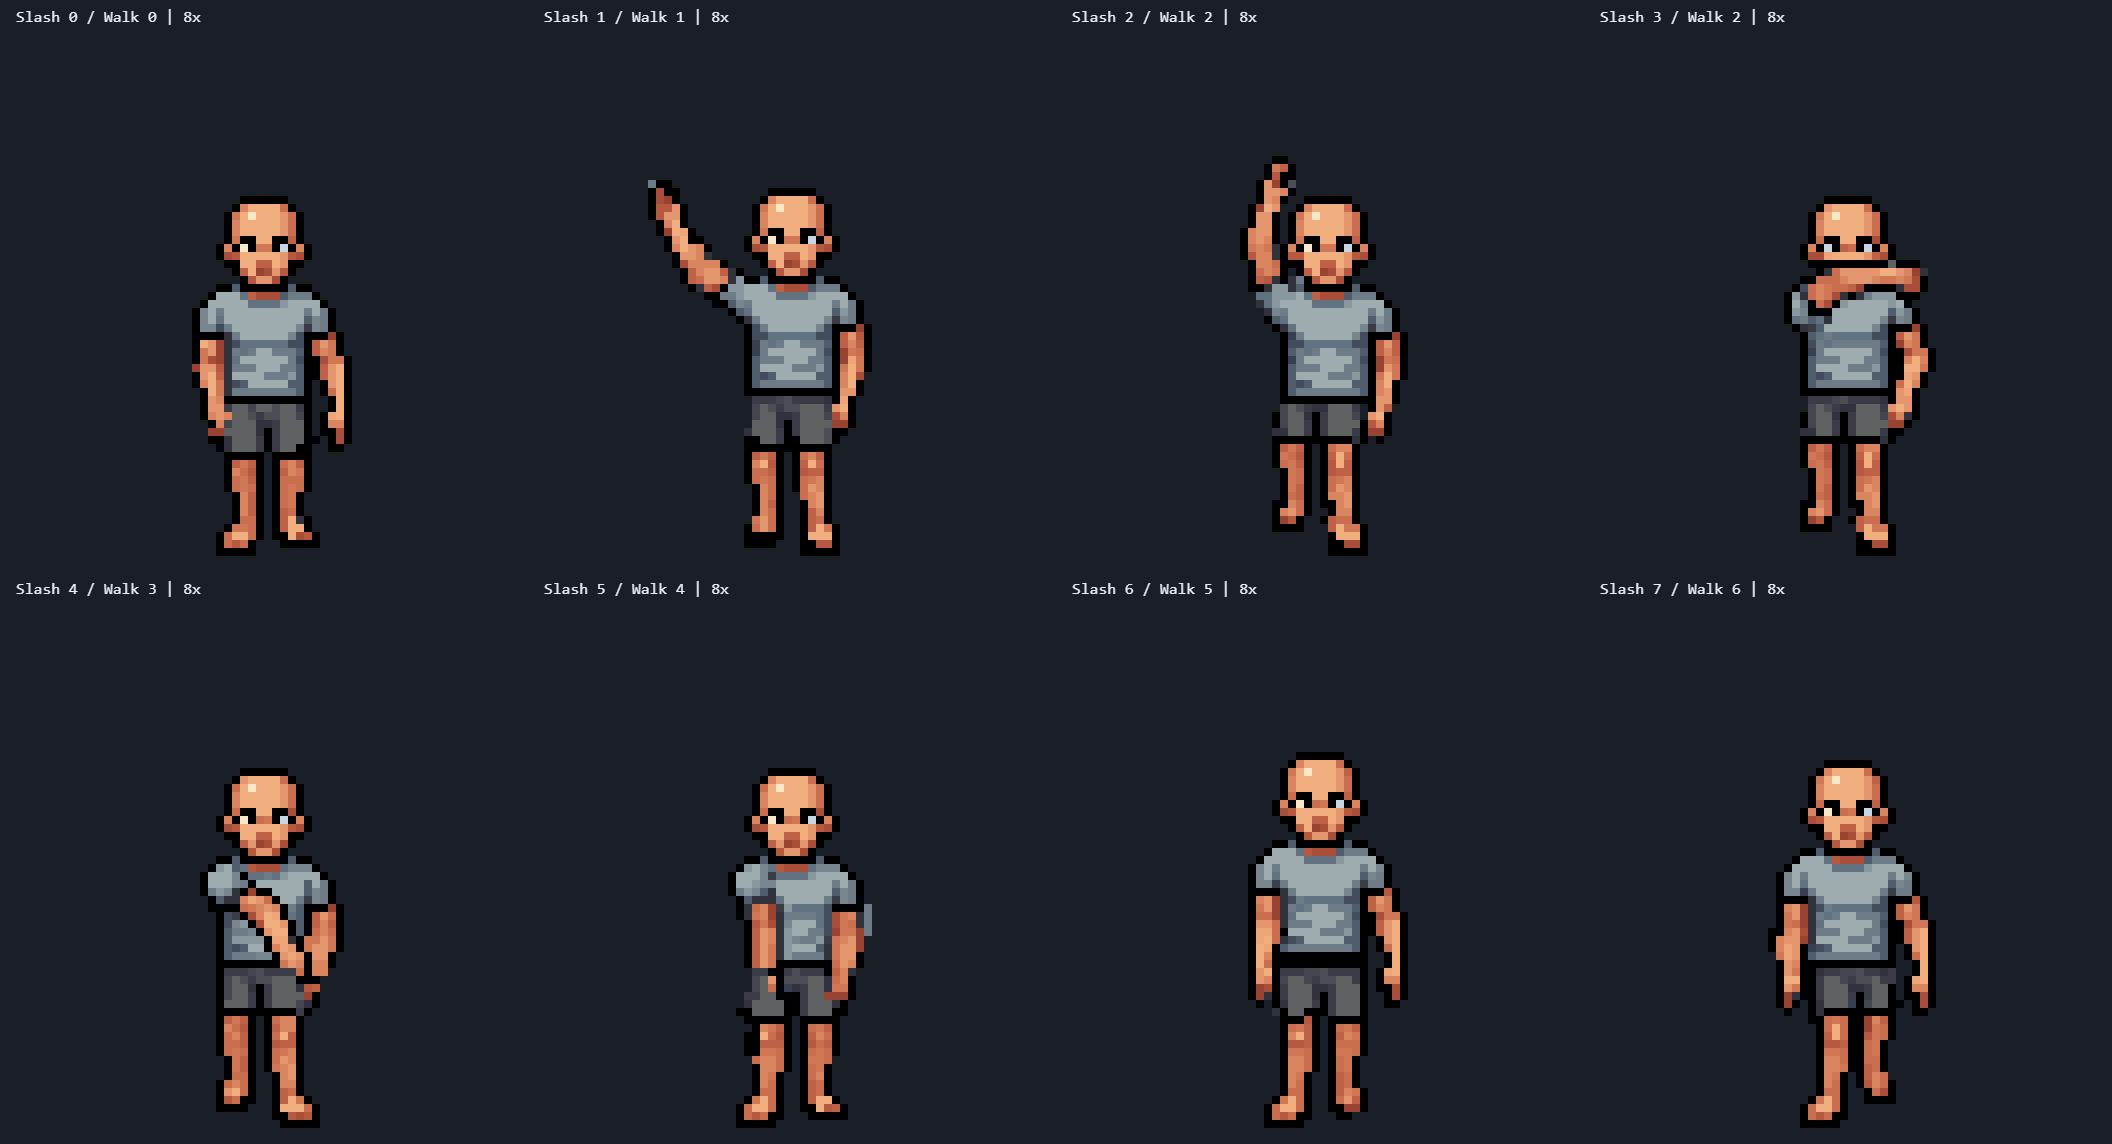 Slash 0 / Walk 0 | 8x
Slash 1 / Walk 1 | 8x
Slash 2 / Walk 2 | 8x
Slash 3 / Walk 2 | 8x
Slash 4 / Walk 3 | 8x
Slash 5 / Walk 4 | 8x
Slash 6 / Walk 5 | 8x
Slash 7 / Walk 6 | 8x